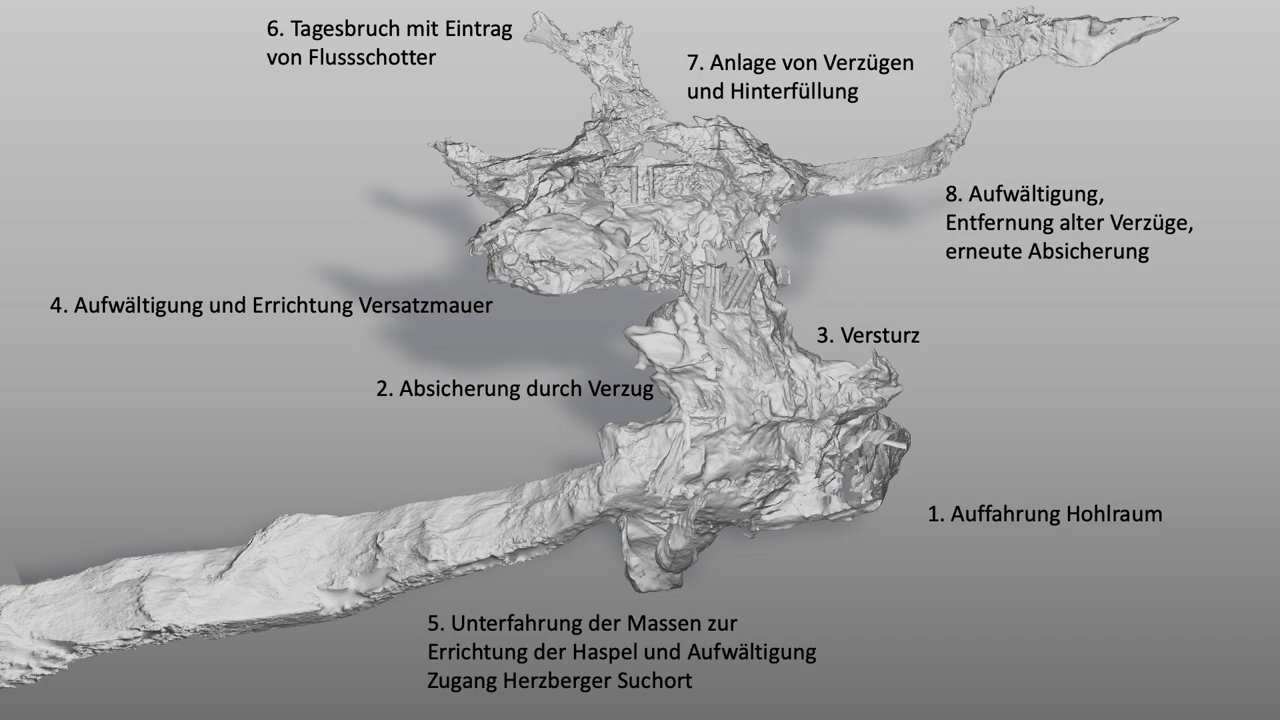 6. Tagesbruch mit Eintrag
von Flussschotter
7. Anlage von Verzügen
und Hinterfüllung
8. Aufwältigung,
Entfernung alter Verzüge,
erneute Absicherung
4. Aufwältigung und Errichtung Versatzmauer
3. Versturz
2. Absicherung durch Verzug
1. Auffahrung Hohlraum
5. Unterfahrung der Massen zur
Errichtung der Haspel und Aufwältigung
Zugang Herzberger Suchort